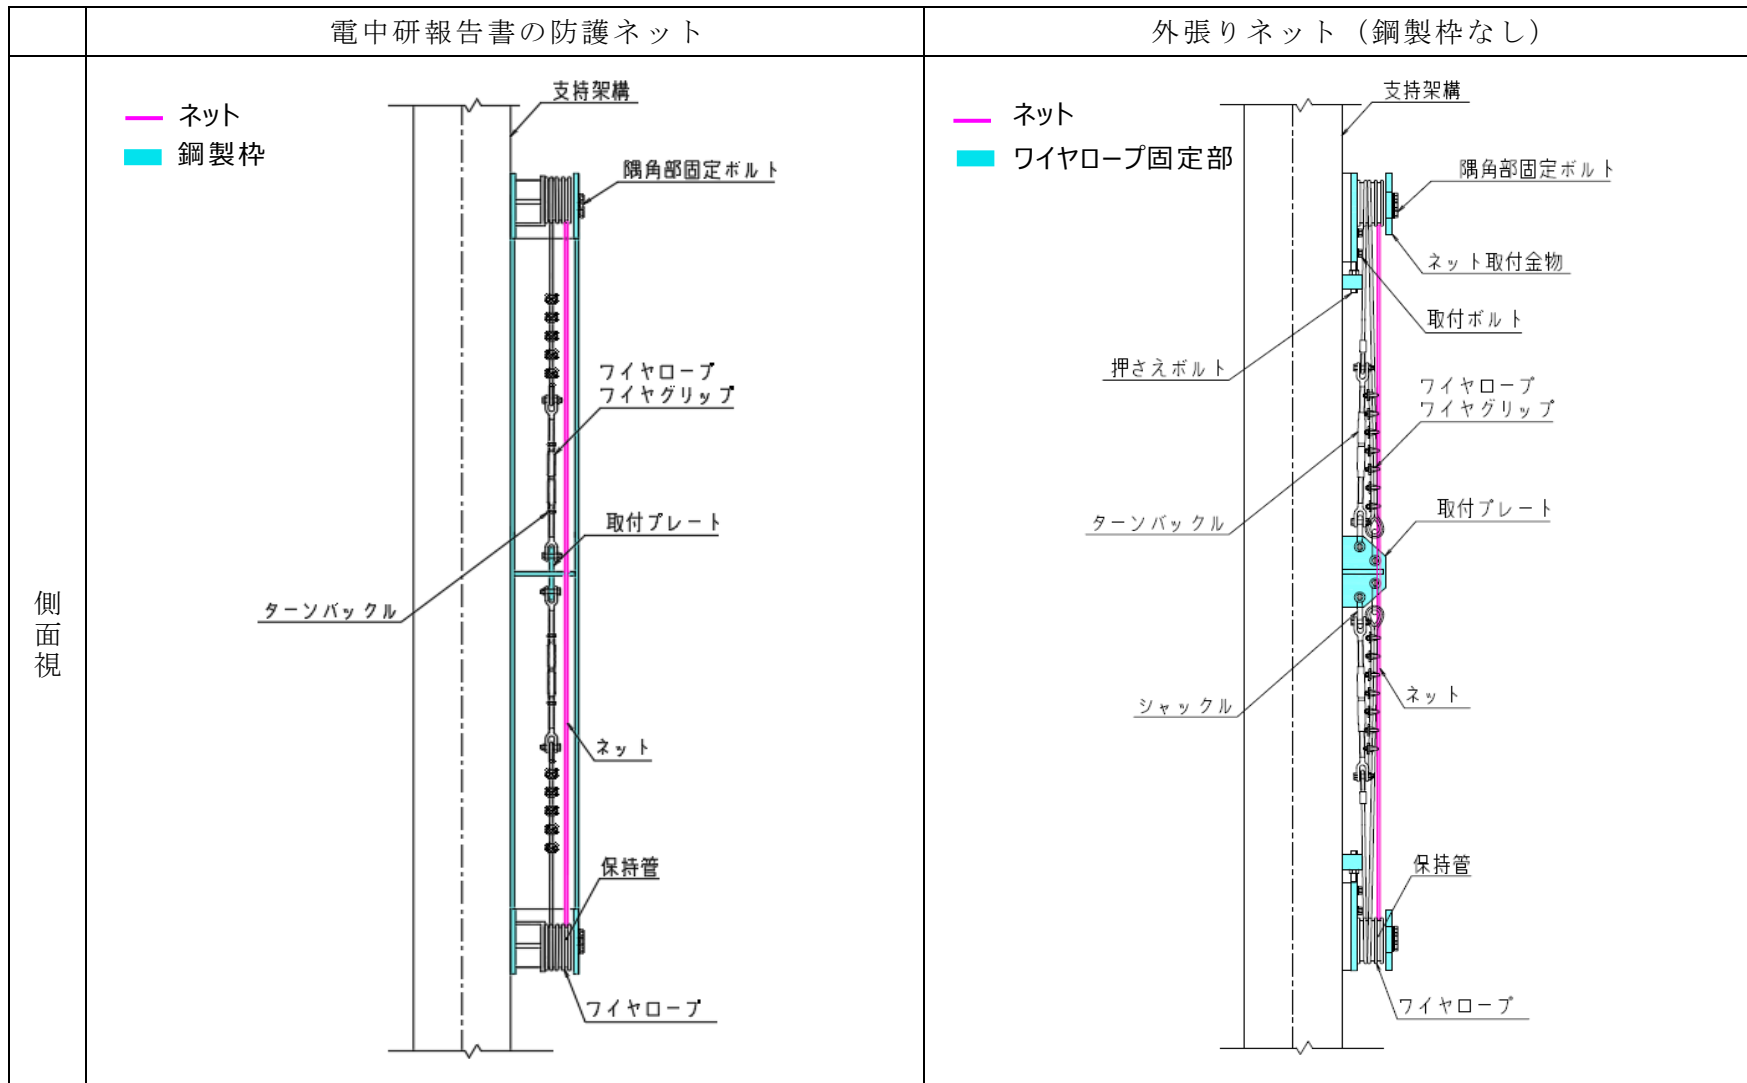 電中研報告書の防護ネット
外張りネット（鋼製枠なし）
側面視
ネット
鋼製枠
支持架構
隅角部固定ボルト
ワイヤロープ
ワイヤグリップ
取付プレート
ターンバックル
ネット
保持管
ワイヤロープ
ネット
ワイヤロープ固定部
支持架構
隅角部固定ボルト
ネット取付金物
取付ボルト
押さえボルト
ワイヤロープ
ワイヤグリップ
取付プレート
ターンバックル
シャックル
ネット
保持管
ワイヤロープ